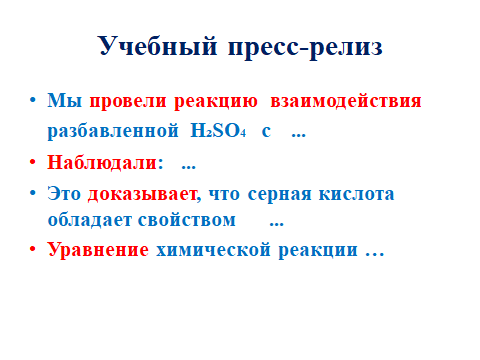 Учебный пресс-релиз
• Мы провели реакцию взаимодействия
разбавленной H₂SO₄ с ...
• Наблюдали: ...
• Это доказывает, что серная кислота
обладает свойством ...
• Уравнение химической реакции …